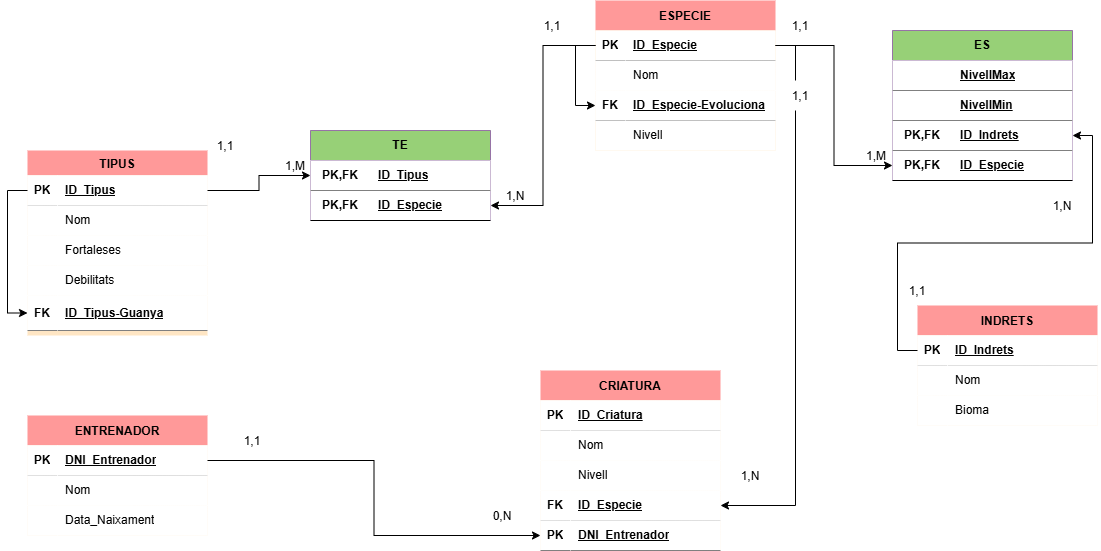 ESPECIE
PK ID_Especie
Nom
FK ID_Especie-Evoluciona
Nivell
1,1
1,1
1,1
ES
NivellMax
NivellMin
PK,FK ID_Indrets
PK,FK ID_Especie
1,M
1,N
TIPUS
PK ID_Tipus
Nom
Fortaleses
Debilitats
FK ID_Tipus-Guanya
1,1
1,M
TE
PK,FK ID_Tipus
PK,FK ID_Especie
1,N
1,1
INDRETS
PK ID_Indrets
Nom
Bioma
CRIATURA
PK ID_Criatura
Nom
Nivell
FK ID_Especie
PK DNI_Entrenador
1,N
ENTRENADOR
PK DNI_Entrenador
Nom
Data_Naixament
1,1
0,N